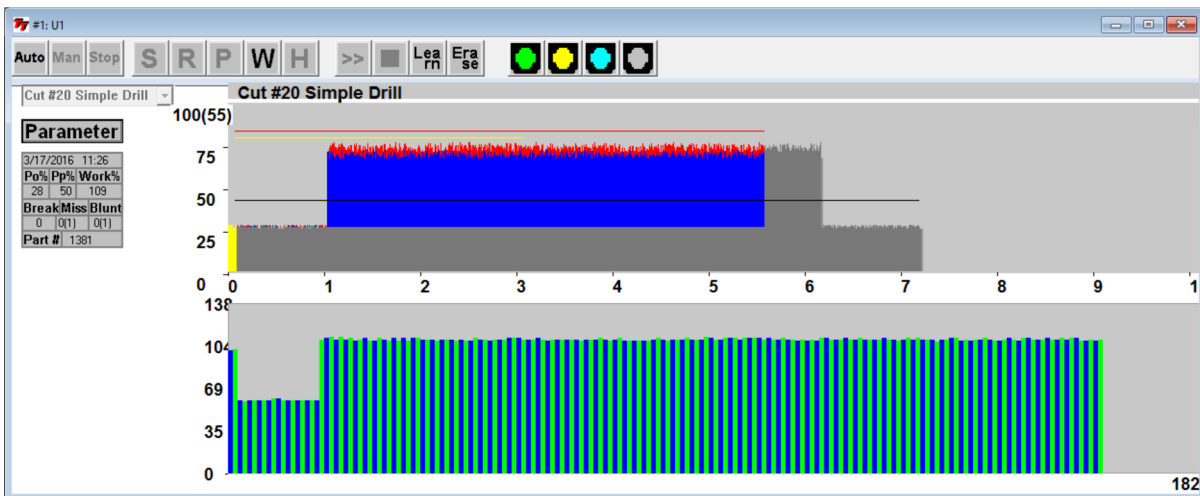 #1: U1
Auto Man Stop S R P W H >> Lea rn Era se
Cut #20 Simple Drill
Cut #20 Simple Drill
100(55)
75
50
25
0
0 1 2 3 4 5 6 7 8 9 1
Parameter
3/17/2016 11:26
Po% Pp% Work%
28 50 109
Break Miss Blunt
0 0(1) 0(1)
Part # 1381
138
104
69
35
0
182